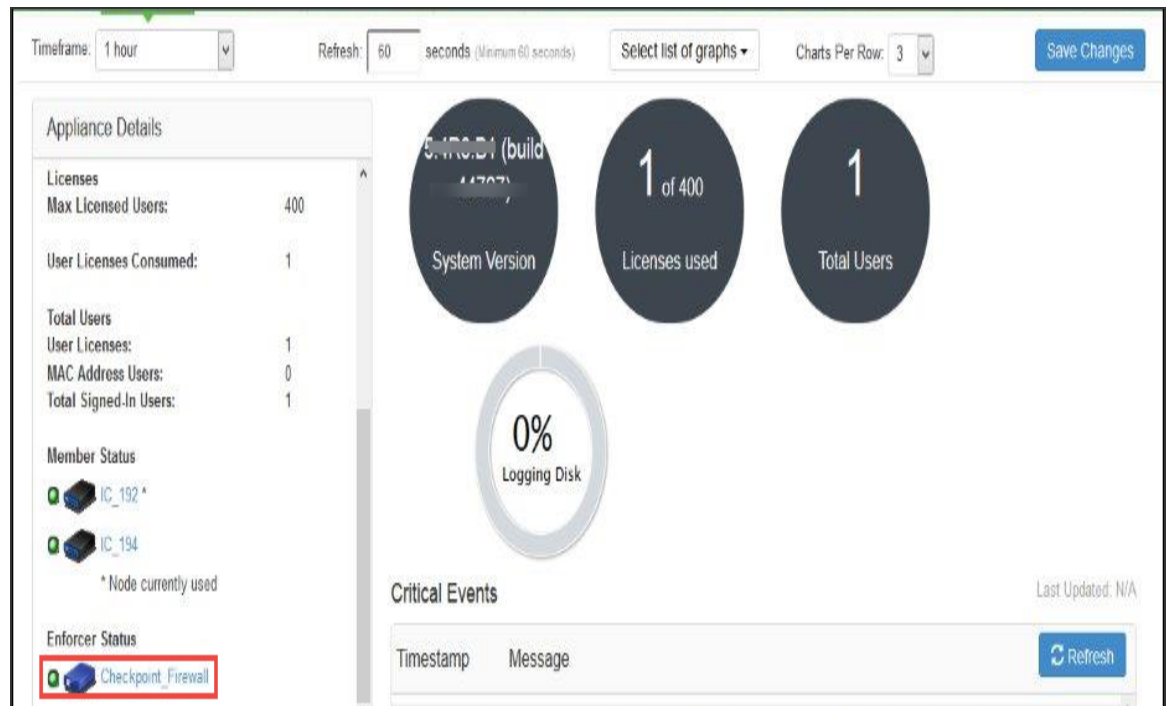 Timeframe: 1 hour Refresh: 60 seconds (Minimum 60 seconds) Select list of graphs Charts Per Row: 3 Save Changes
Appliance Details
Licenses
Max Licensed Users: 400
User Licenses Consumed: 1
Total Users
User Licenses: 1
MAC Address Users: 0
Total Signed-In Users: 1
Member Status
IC_192 *
IC_194
* Node currently used
Enforcer Status
Checkpoint_Firewall
(build
System Version
1 of 400
Licenses used
1
Total Users
0%
Logging Disk
Critical Events Last Updated: N/A
Timestamp Message Refresh